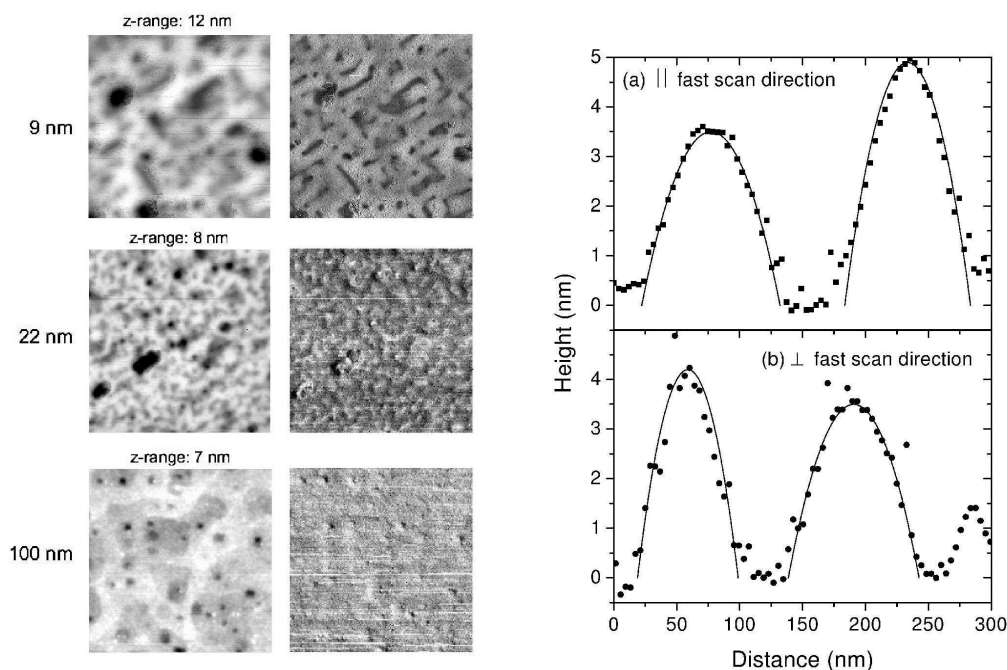 z-range: 12 nm
9 nm
z-range: 8 nm
22 nm
z-range: 7 nm
100 nm
5
(a) || fast scan direction
4
3
2
1
0
Height (nm)
(b) ⊥ fast scan direction
4
3
2
1
0
0 50 100 150 200 250 300
Distance (nm)